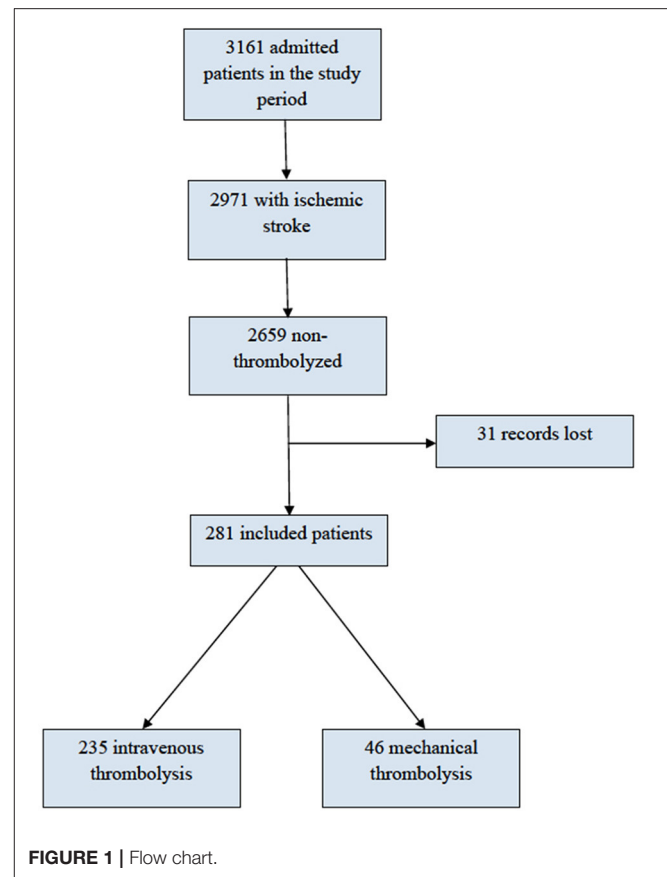 3161 admitted
patients in the study
period
2971 with ischemic
stroke
2659 non-
thrombolyzed
31 records lost
281 included patients
235 intravenous
thrombolysis
46 mechanical
thrombolysis
FIGURE 1 | Flow chart.